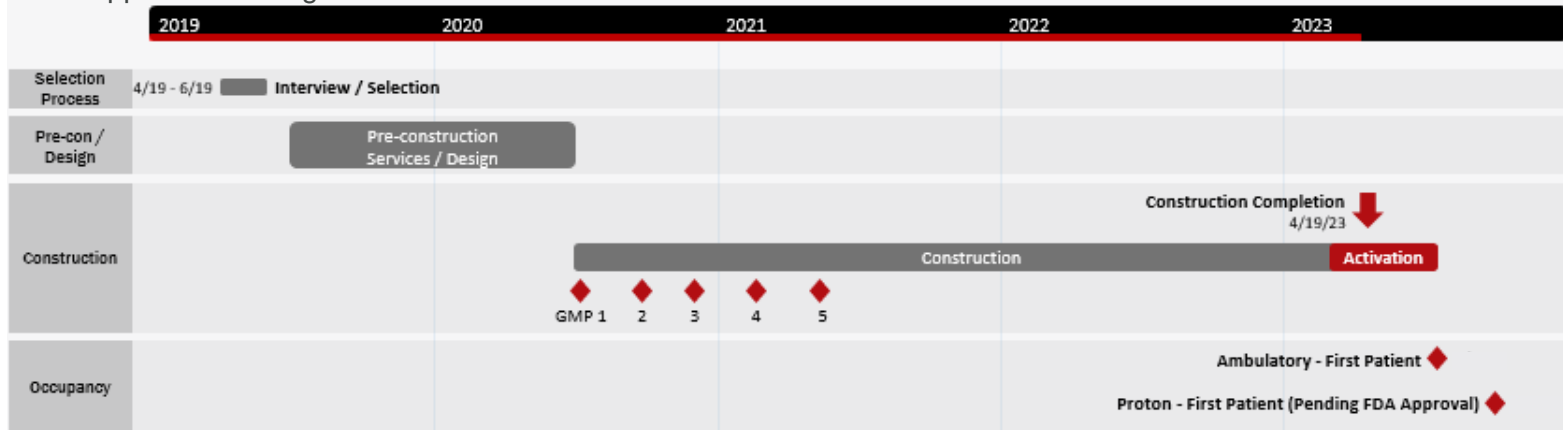 2019 2020 2021 2022 2023
Selection
Process
4/19 - 6/19 Interview / Selection
Pre-con /
Design
Pre-construction
Services / Design
Construction Completion
4/19/23
Construction
Construction Activation
GMP 1 2 3 4 5
Occupancy
Ambulatory - First Patient
Proton - First Patient (Pending FDA Approval)